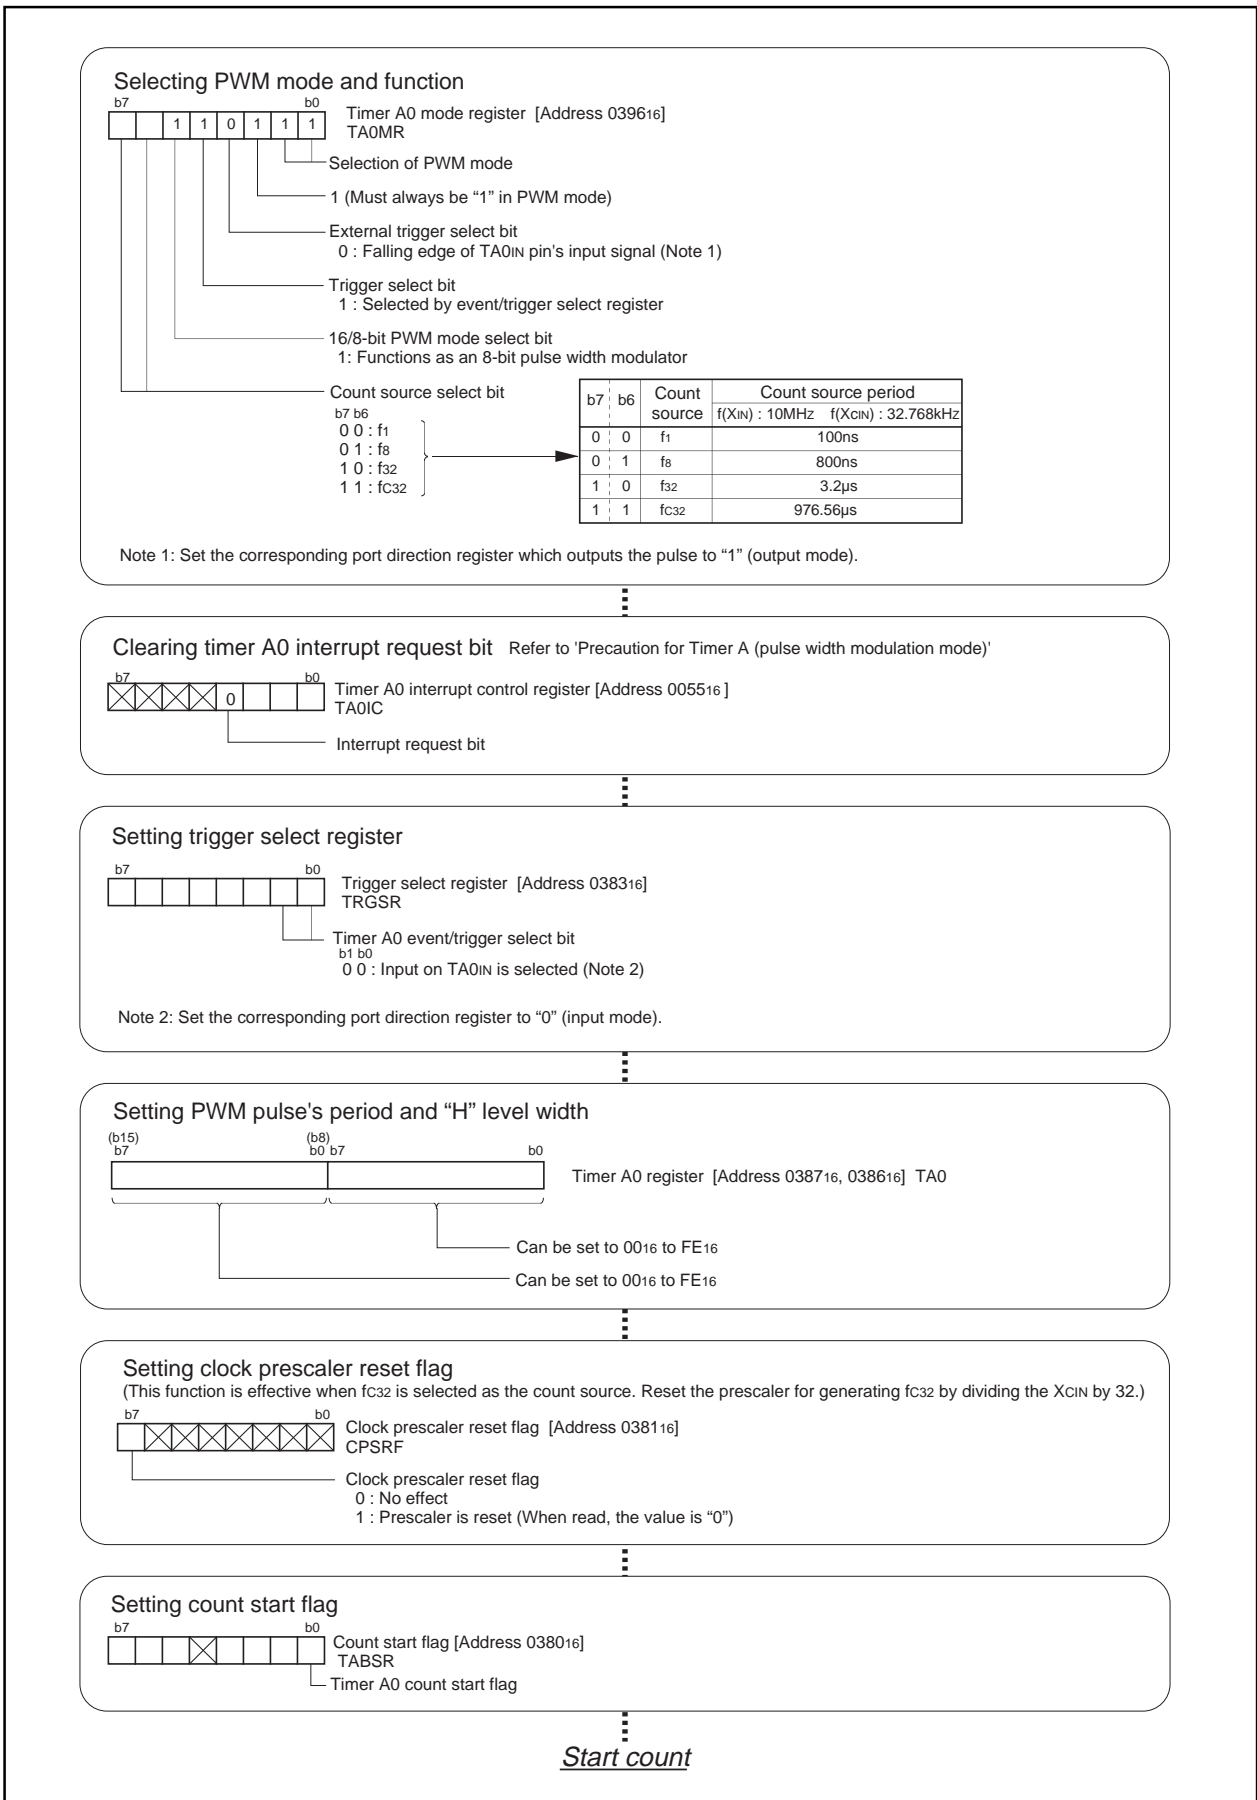 Selecting PWM mode and function
b7 b0
1 1 0 1 1 1
Timer A0 mode register [Address 039616]
TA0MR
Selection of PWM mode
1 (Must always be “1” in PWM mode)
External trigger select bit
0 : Falling edge of TA0IN pin's input signal (Note 1)
Trigger select bit
1 : Selected by event/trigger select register
16/8-bit PWM mode select bit
1: Functions as an 8-bit pulse width modulator
Count source select bit
b7 b6
0 0 : f1
0 1 : f8
1 0 : f32
1 1 : fC32
b7 b6 Count source Count source period
f(XIN) : 10MHz f(XCIN) : 32.768kHz
0 0 f1 100ns
0 1 f8 800ns
1 0 f32 3.2µs
1 1 fC32 976.56µs
Note 1: Set the corresponding port direction register which outputs the pulse to “1” (output mode).
Clearing timer A0 interrupt request bit Refer to 'Precaution for Timer A (pulse width modulation mode)'
b7 b0
0
Timer A0 interrupt control register [Address 005516 ]
TA0IC
Interrupt request bit
Setting trigger select register
b7 b0
Trigger select register [Address 038316]
TRGSR
Timer A0 event/trigger select bit
b1 b0
0 0 : Input on TA0IN is selected (Note 2)
Note 2: Set the corresponding port direction register to “0” (input mode).
Setting PWM pulse's period and “H” level width
(b15) (b8)
b7 b0 b7 b0
Timer A0 register [Address 038716, 038616] TA0
Can be set to 0016 to FE16
Can be set to 0016 to FE16
Setting clock prescaler reset flag
(This function is effective when fC32 is selected as the count source. Reset the prescaler for generating fC32 by dividing the XCIN by 32.)
b7 b0
Clock prescaler reset flag [Address 038116]
CPSRF
Clock prescaler reset flag
0 : No effect
1 : Prescaler is reset (When read, the value is “0”)
Setting count start flag
b7 b0
Count start flag [Address 038016]
TABSR
Timer A0 count start flag
Start count